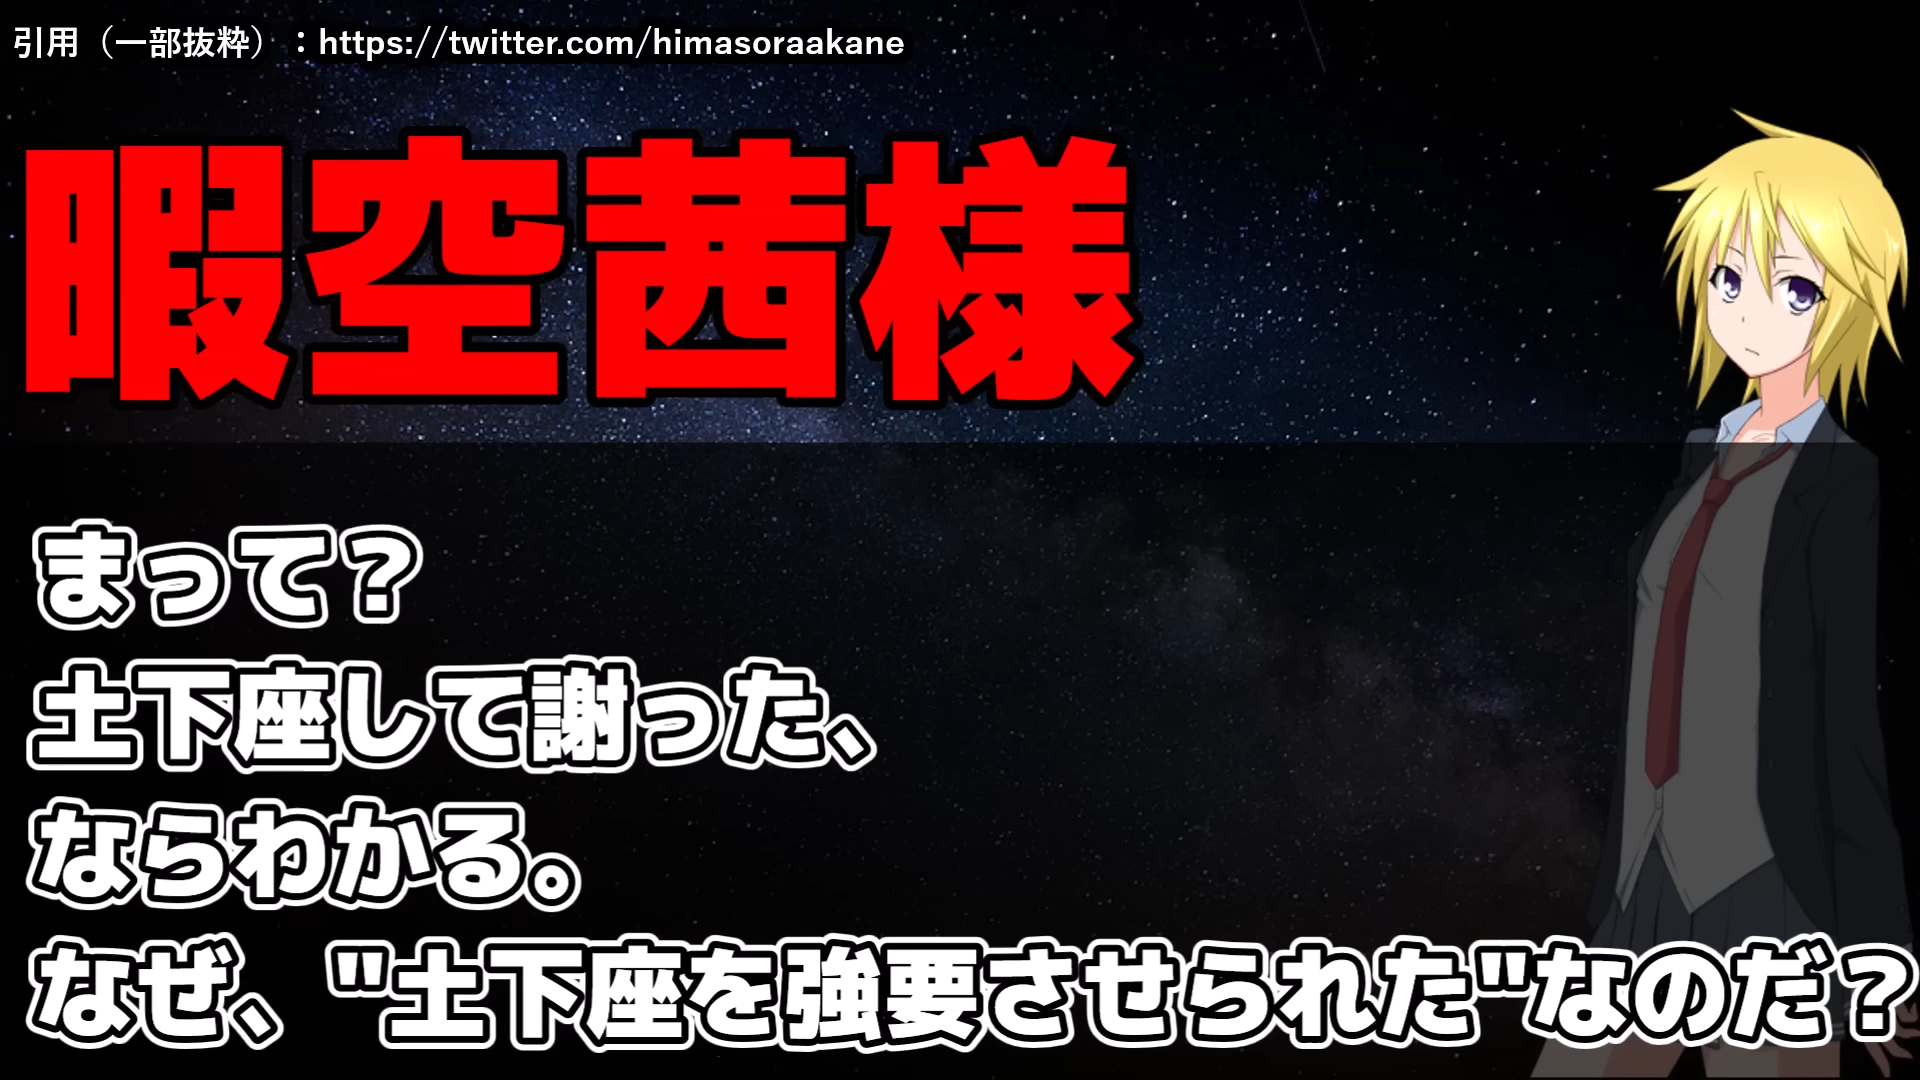 引用（一部抜粋）：https://twitter.com/himasoraakane
暇空茜様
まって？
土下座して謝った、
ならわかる。
なぜ、"土下座を強要させられた"なのだ？